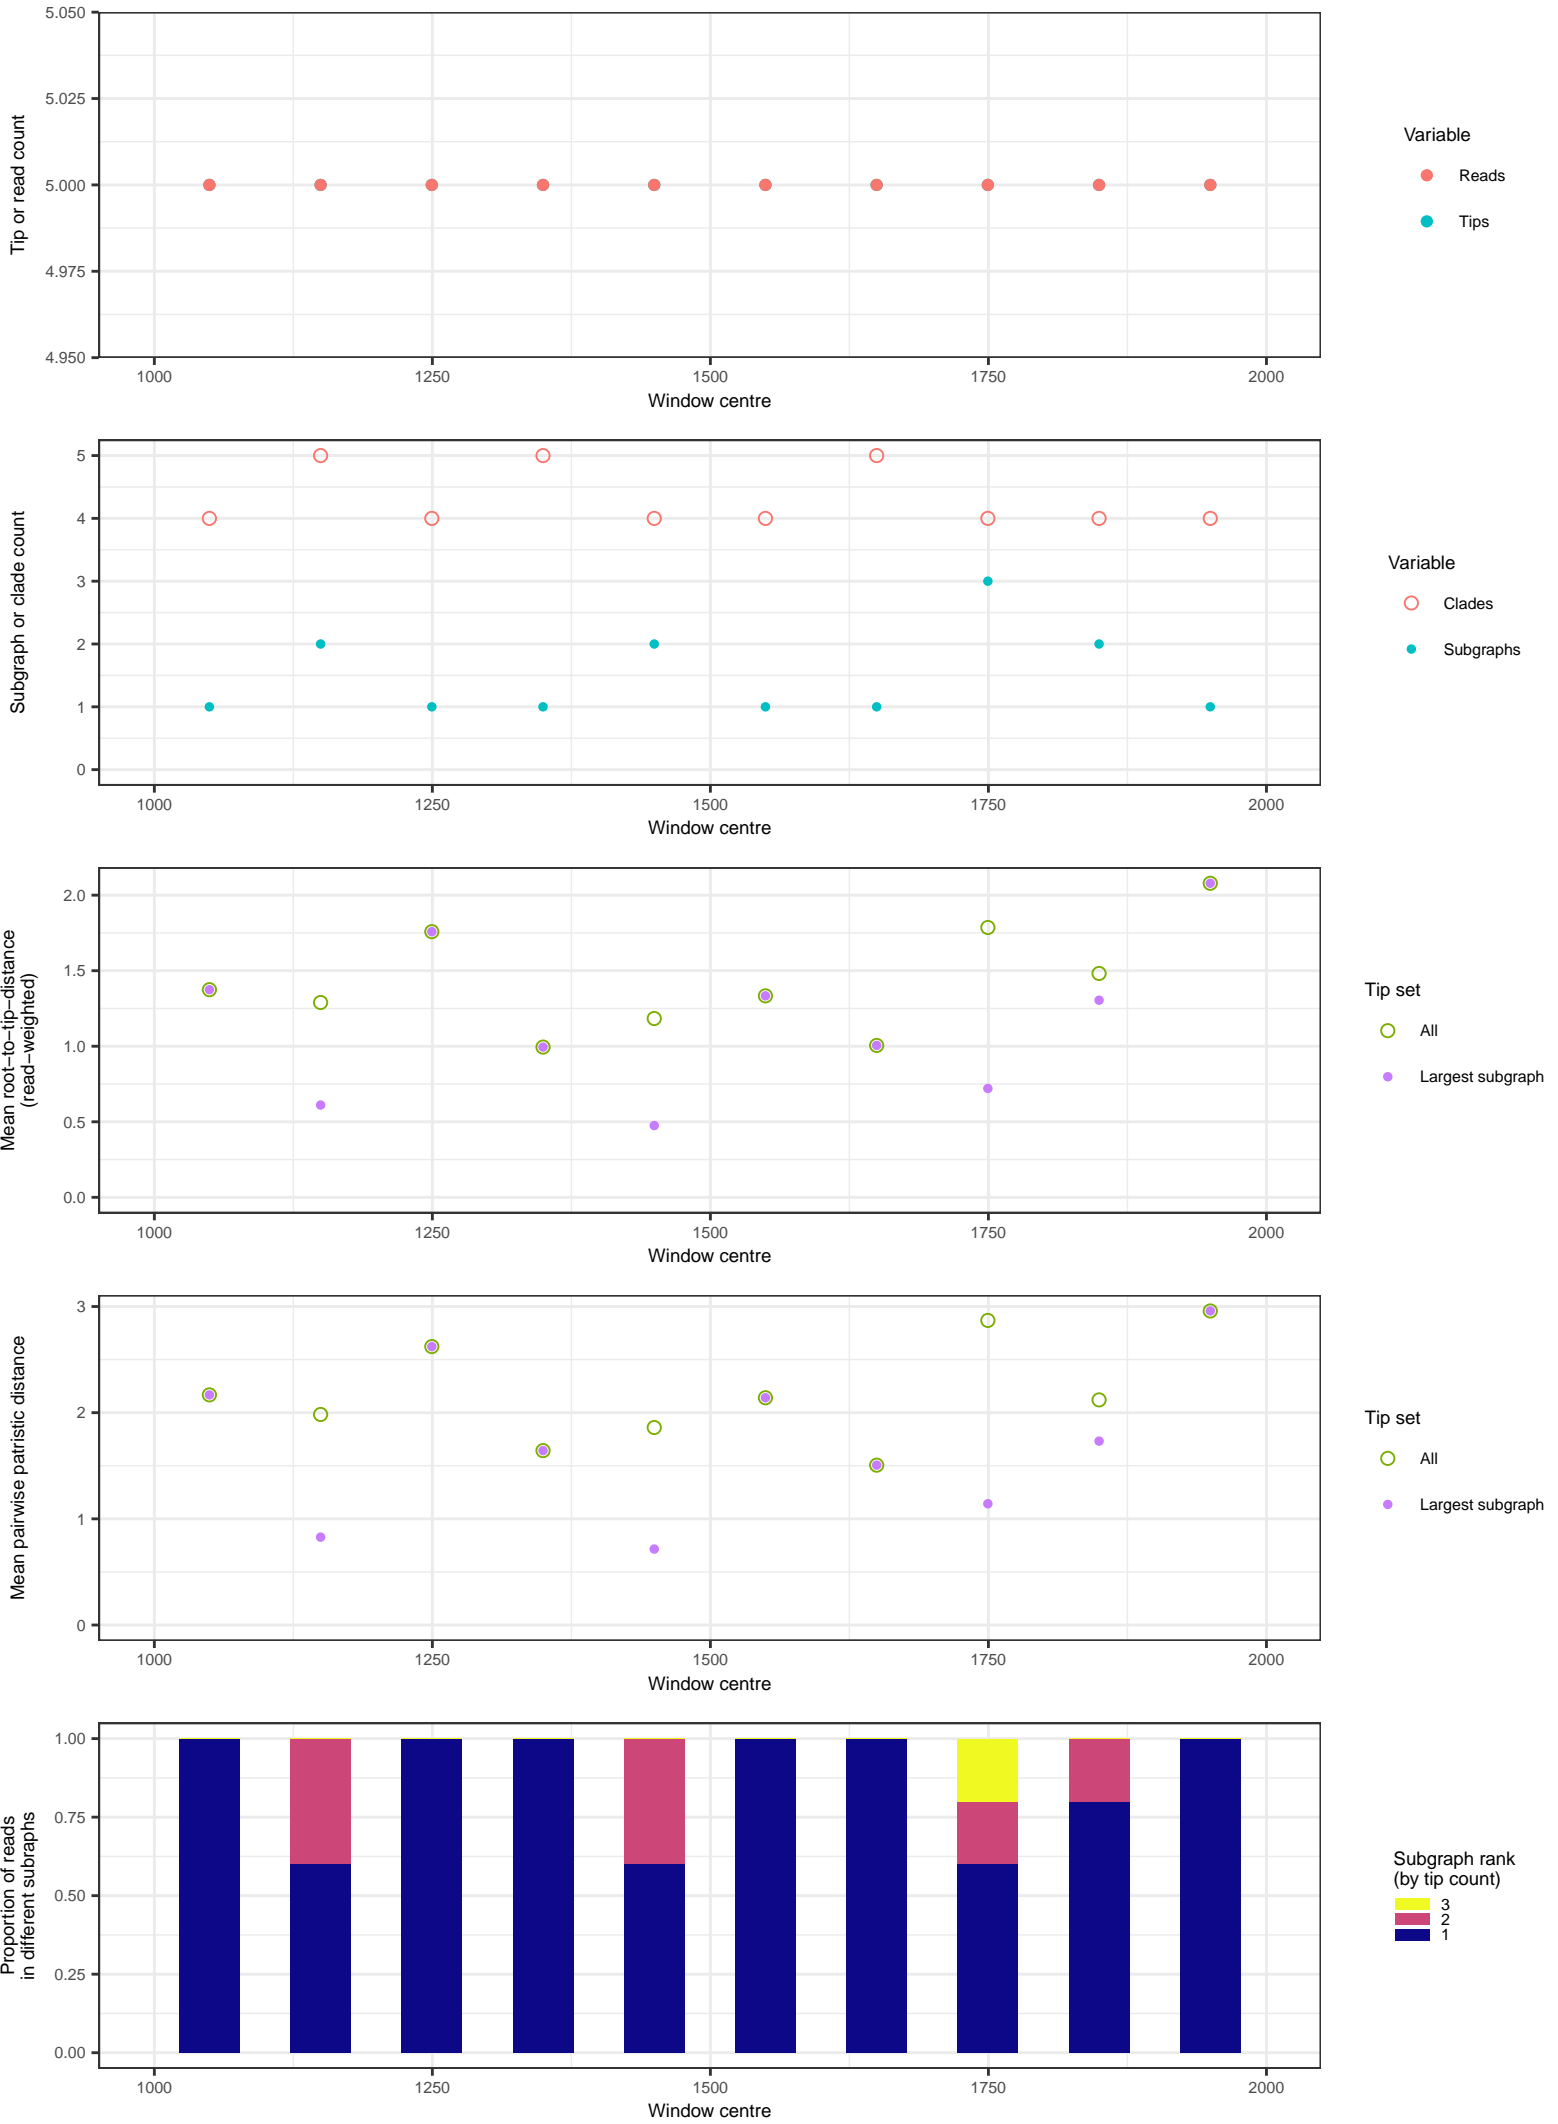 5.050
5.025
5.000
4.975
4.950
Tip or read count
1000 1250 1500 1750 2000
Window centre
Variable
Reads
Tips
5
4
3
2
1
0
Subgraph or clade count
1000 1250 1500 1750 2000
Window centre
Variable
Clades
Subgraphs
2.0
1.5
1.0
0.5
0.0
Mean root−to−tip−distance
(read−weighted)
1000 1250 1500 1750 2000
Window centre
Tip set
All
Largest subgraph
3
2
1
0
Mean pairwise patristic distance
1000 1250 1500 1750 2000
Window centre
Tip set
All
Largest subgraph
1.00
0.75
0.50
0.25
0.00
Proportion of reads
in different subraphs
1000 1250 1500 1750 2000
Window centre
Subgraph rank
(by tip count)
3
2
1